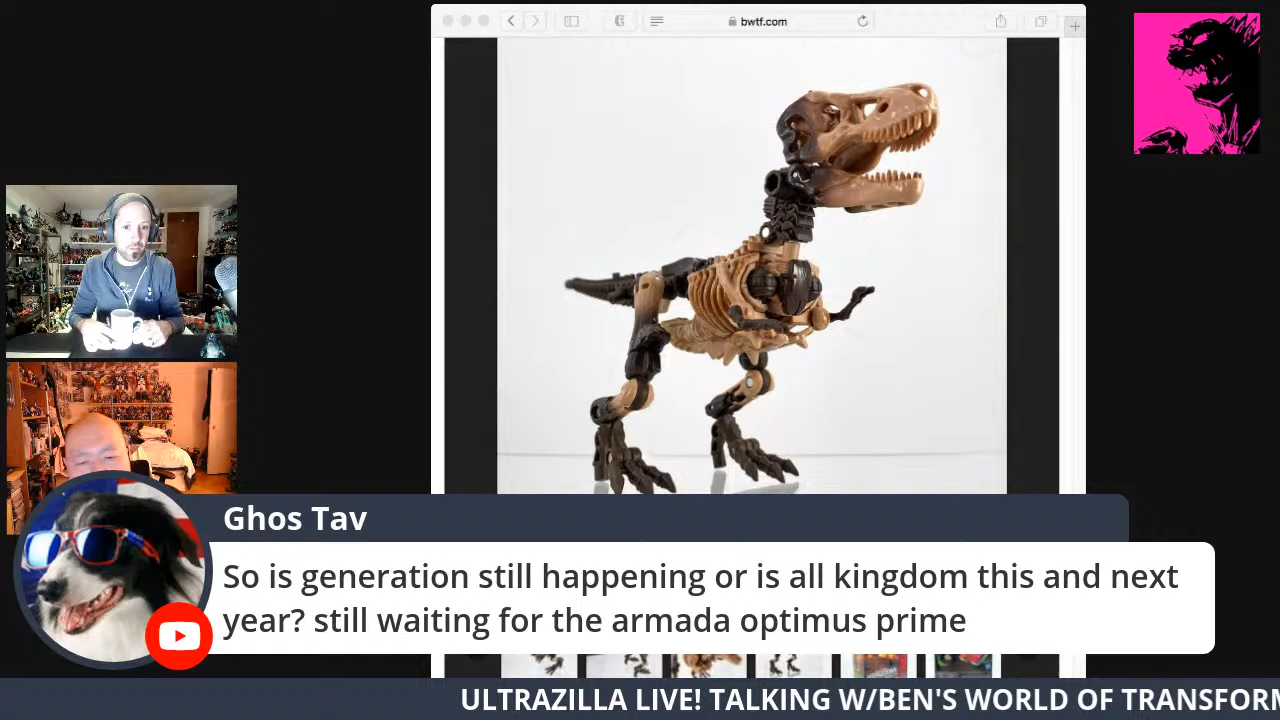 bwtf.com
Ghos Tav
So is generation still happening or is all kingdom this and next
year? still waiting for the armada optimus prime
ULTRAZILLA LIVE! TALKING W/BEN'S WORLD OF TRANSFORM